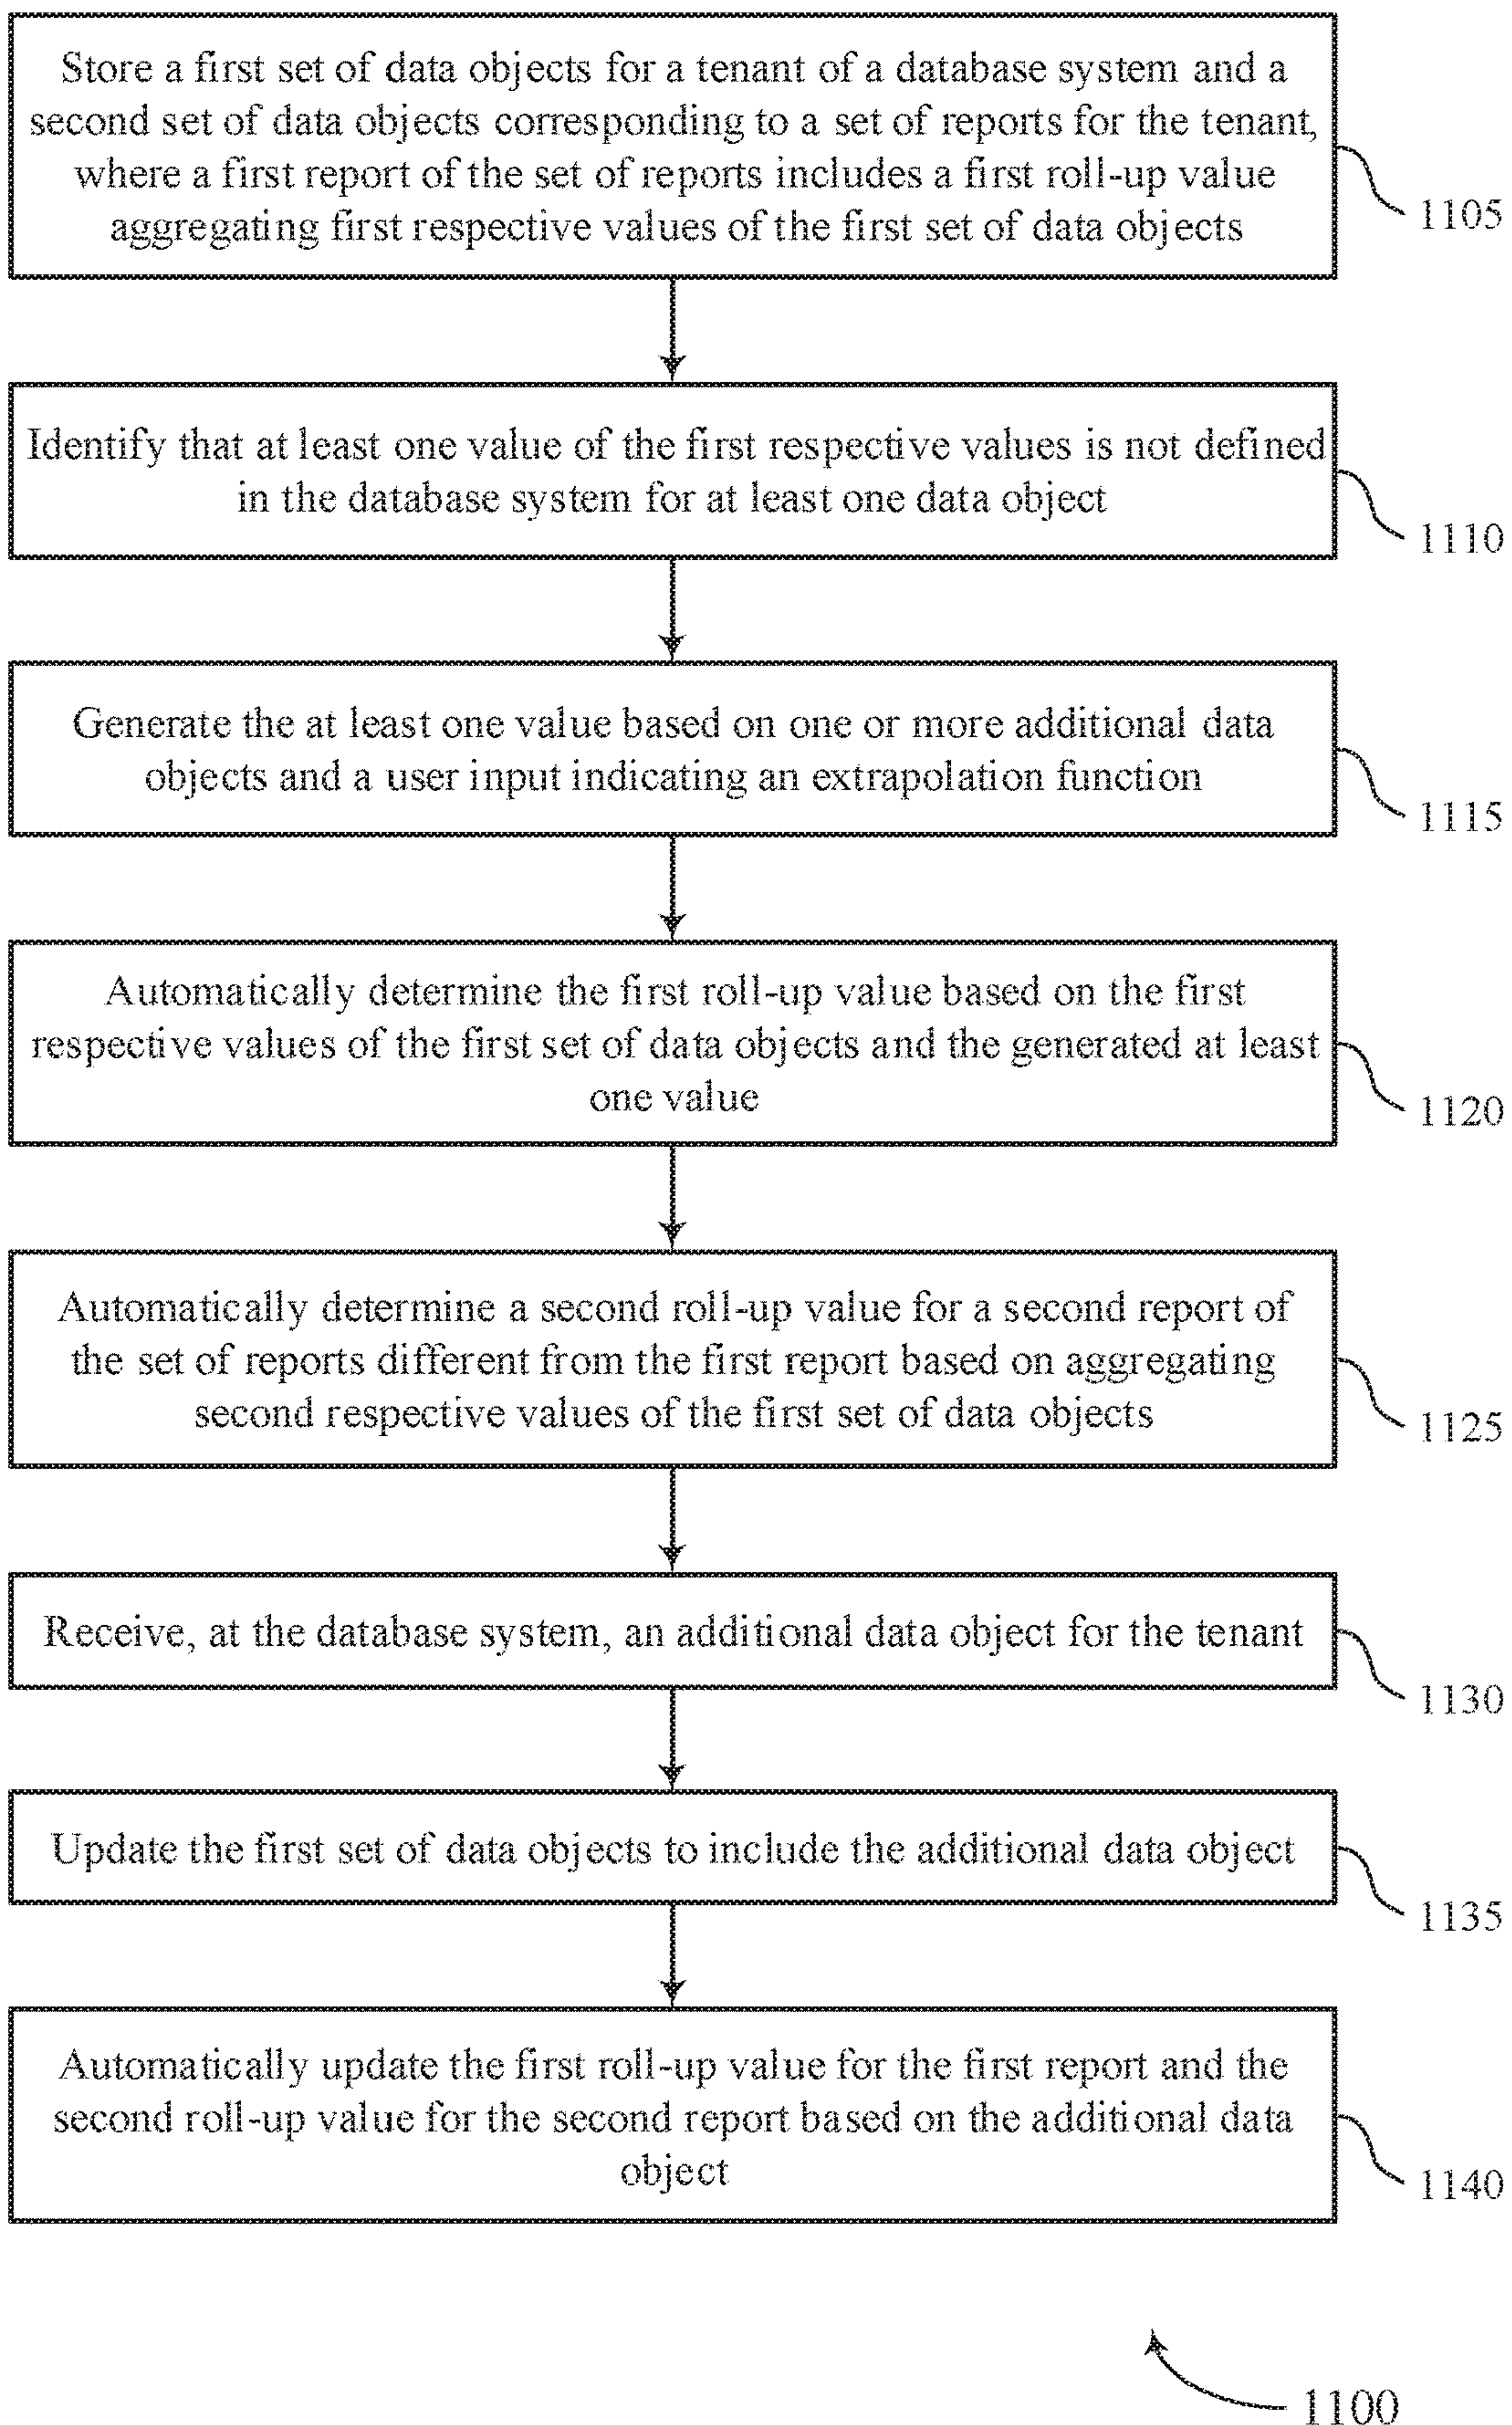 Store a first set of data objects for a tenant of a database system and a
second set of data objects corresponding to a set of reports for the tenant,
where a first report of the set of reports includes a first roll-up value
aggregating first respective values of the first set of data objects
1105
Identify that at least one value of the first respective values is not defined
in the database system for at least one data object
1110
Generate the at least one value based on one or more additional data
objects and a user input indicating an extrapolation function
1115
Automatically determine the first roll-up value based on the first
respective values of the first set of data objects and the generated at least
one value
1120
Automatically determine a second roll-up value for a second report of
the set of reports different from the first report based on aggregating
second respective values of the first set of data objects
1125
Receive, at the database system, an additional data object for the tenant
1130
Update the first set of data objects to include the additional data object
1135
Automatically update the first roll-up value for the first report and the
second roll-up value for the second report based on the additional data
object
1140
1100